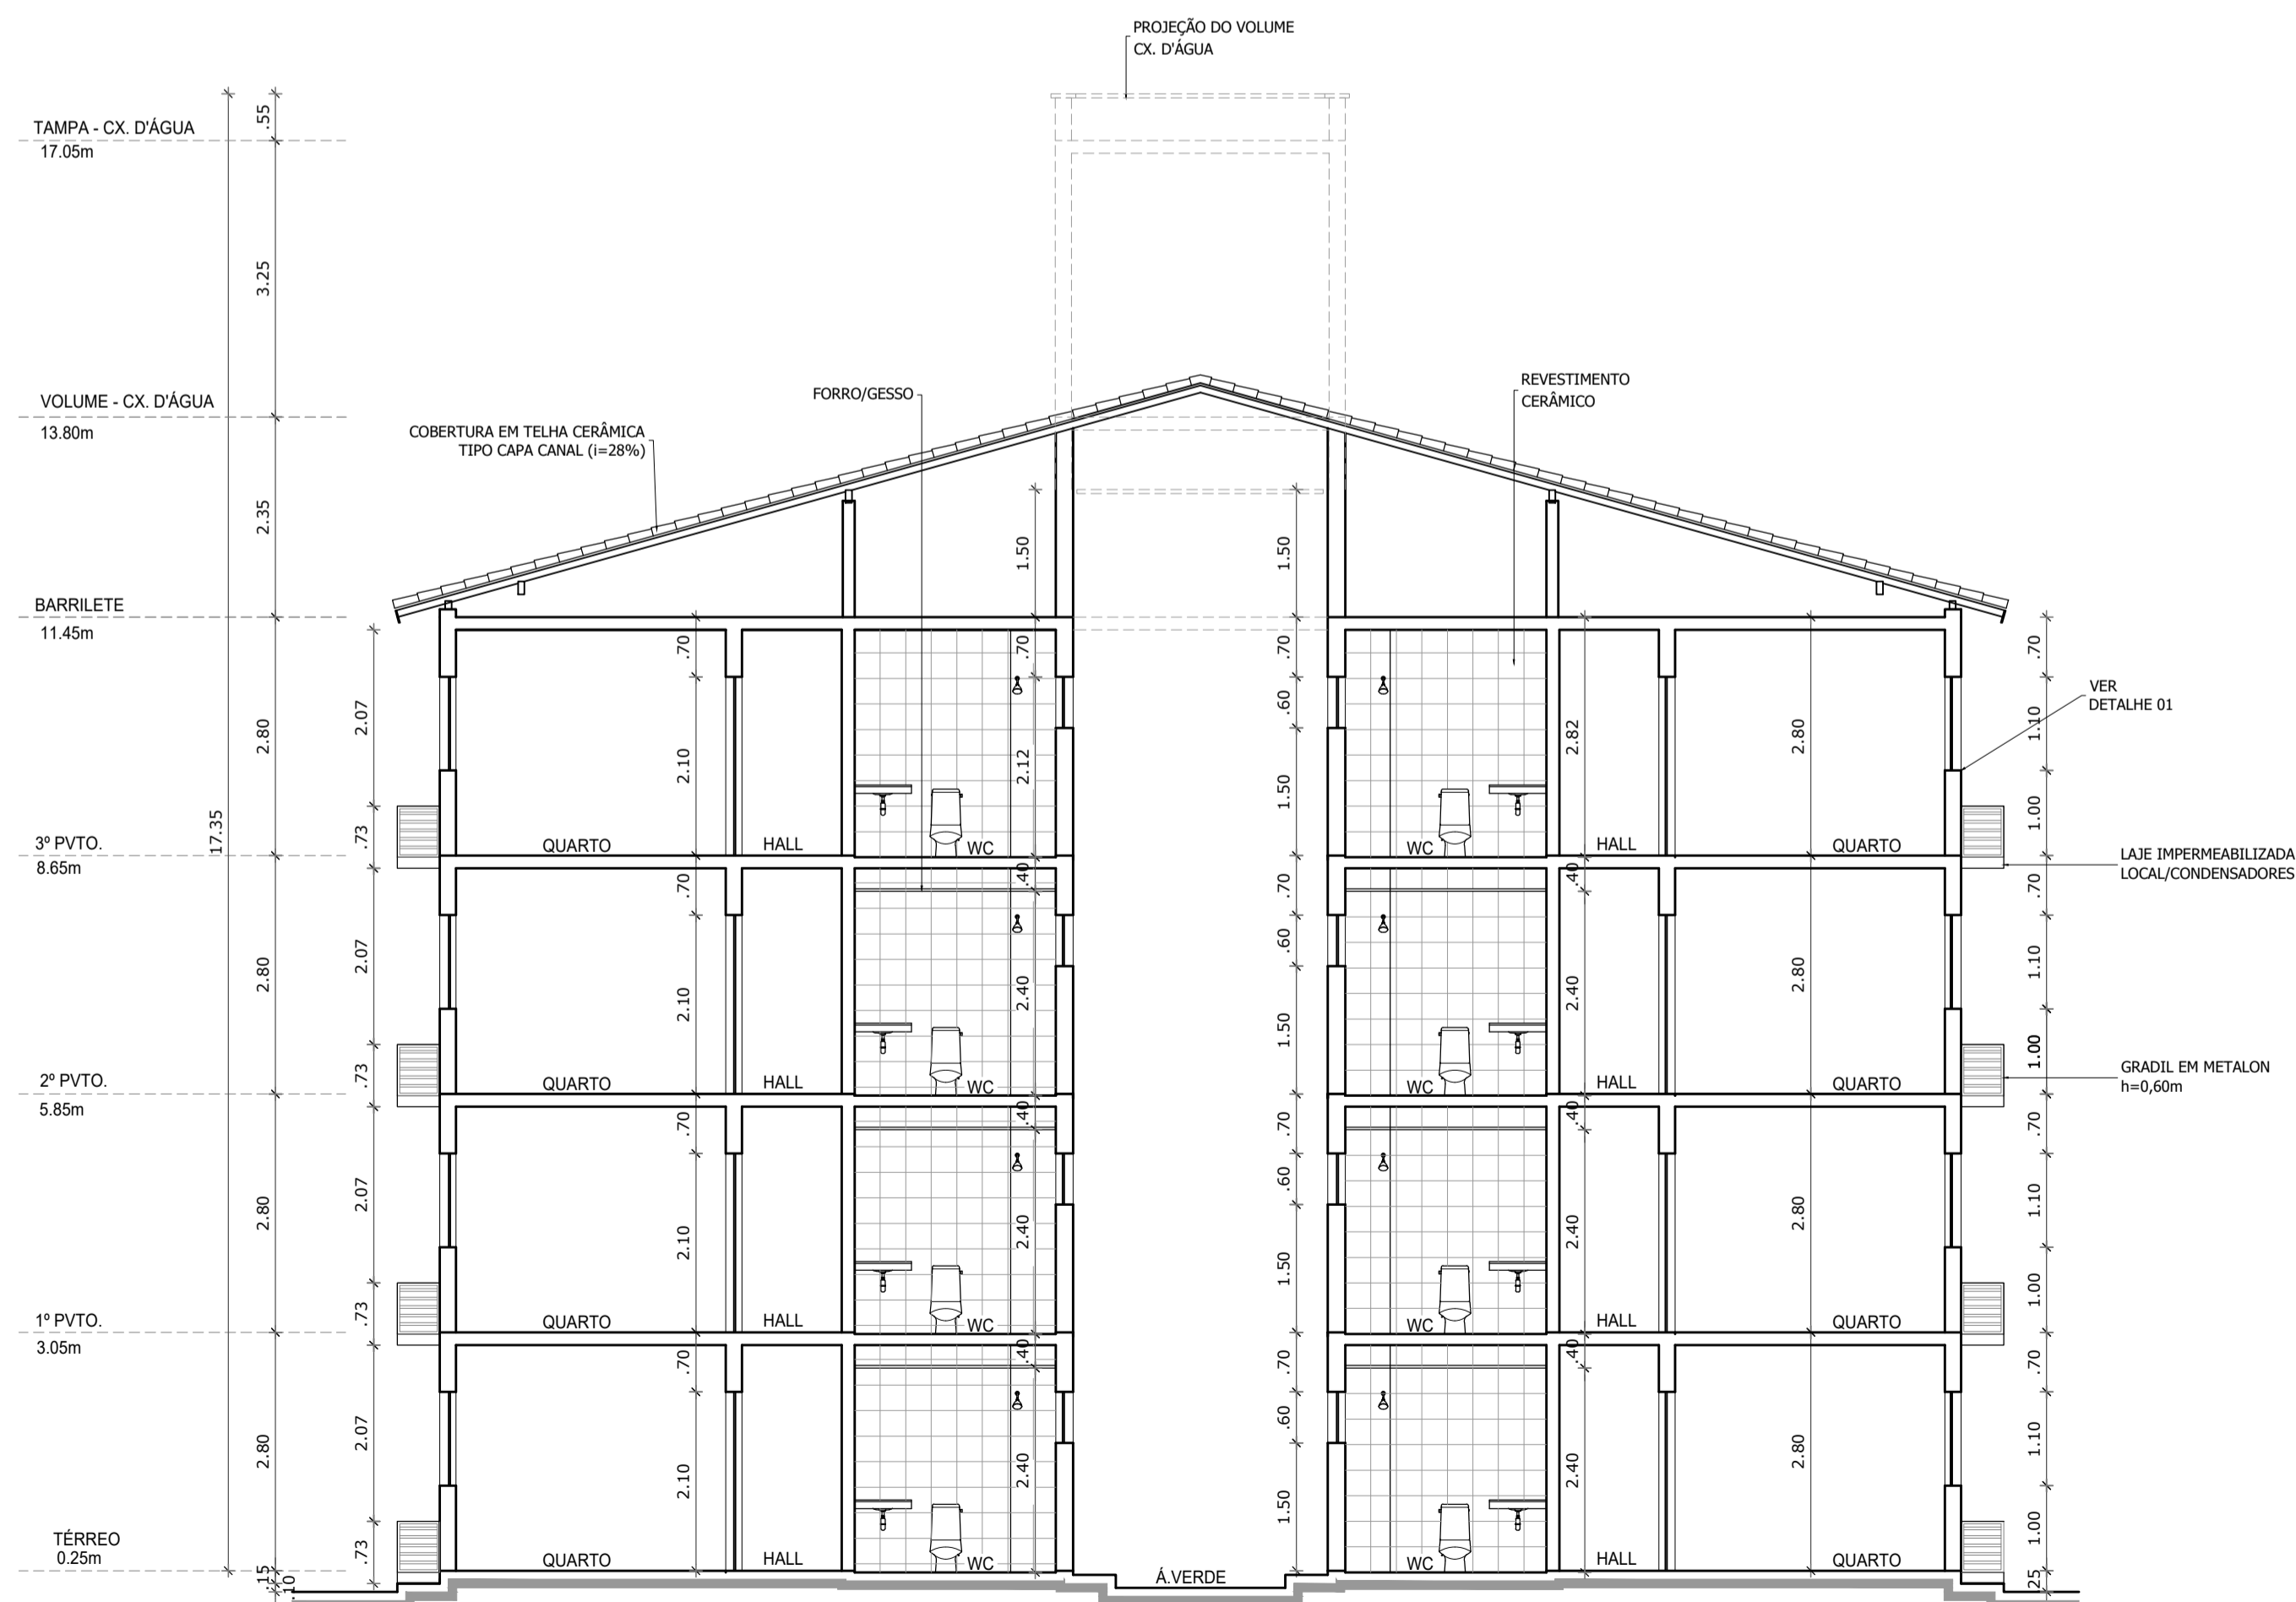 PROJEÇÃO DO VOLUME
CX. D'ÁGUA
.55
TAMPA - CX. D'ÁGUA
17.05m
3.25
VOLUME - CX. D'ÁGUA
13.80m
FORRO/GESSO
REVESTIMENTO
CERÂMICO
COBERTURA EM TELHA CERÂMICA
TIPO CAPA CANAL (i=28%)
2.35
1.50
1.50
BARRILETE
11.45m
.70
.70
.70
.70
2.07
2.80
2.10
2.12
.60
1.50
2.82
2.80
1.10
1.00
VER
DETALHE 01
17.35
.73
3º PVTO.
8.65m
QUARTO
HALL
WC
WC
HALL
QUARTO
LAJE IMPERMEABILIZADA
LOCAL/CONDENSADORES
.70
.40
.70
.40
.70
2.07
2.80
2.10
2.40
.60
1.50
2.40
2.80
1.10
1.00
.73
2º PVTO.
5.85m
QUARTO
HALL
WC
WC
HALL
QUARTO
GRADIL EM METALON
h=0,60m
.70
.40
.70
.40
.70
2.07
2.80
2.10
2.40
.60
1.50
2.40
2.80
1.10
1.00
.73
1º PVTO.
3.05m
QUARTO
HALL
WC
WC
HALL
QUARTO
.70
.40
.70
.40
.70
2.07
2.80
2.10
2.40
.60
1.50
2.40
2.80
1.10
1.00
.73
TÉRREO
0.25m
QUARTO
HALL
WC
Á.VERDE
WC
HALL
QUARTO
.15
.10
.25